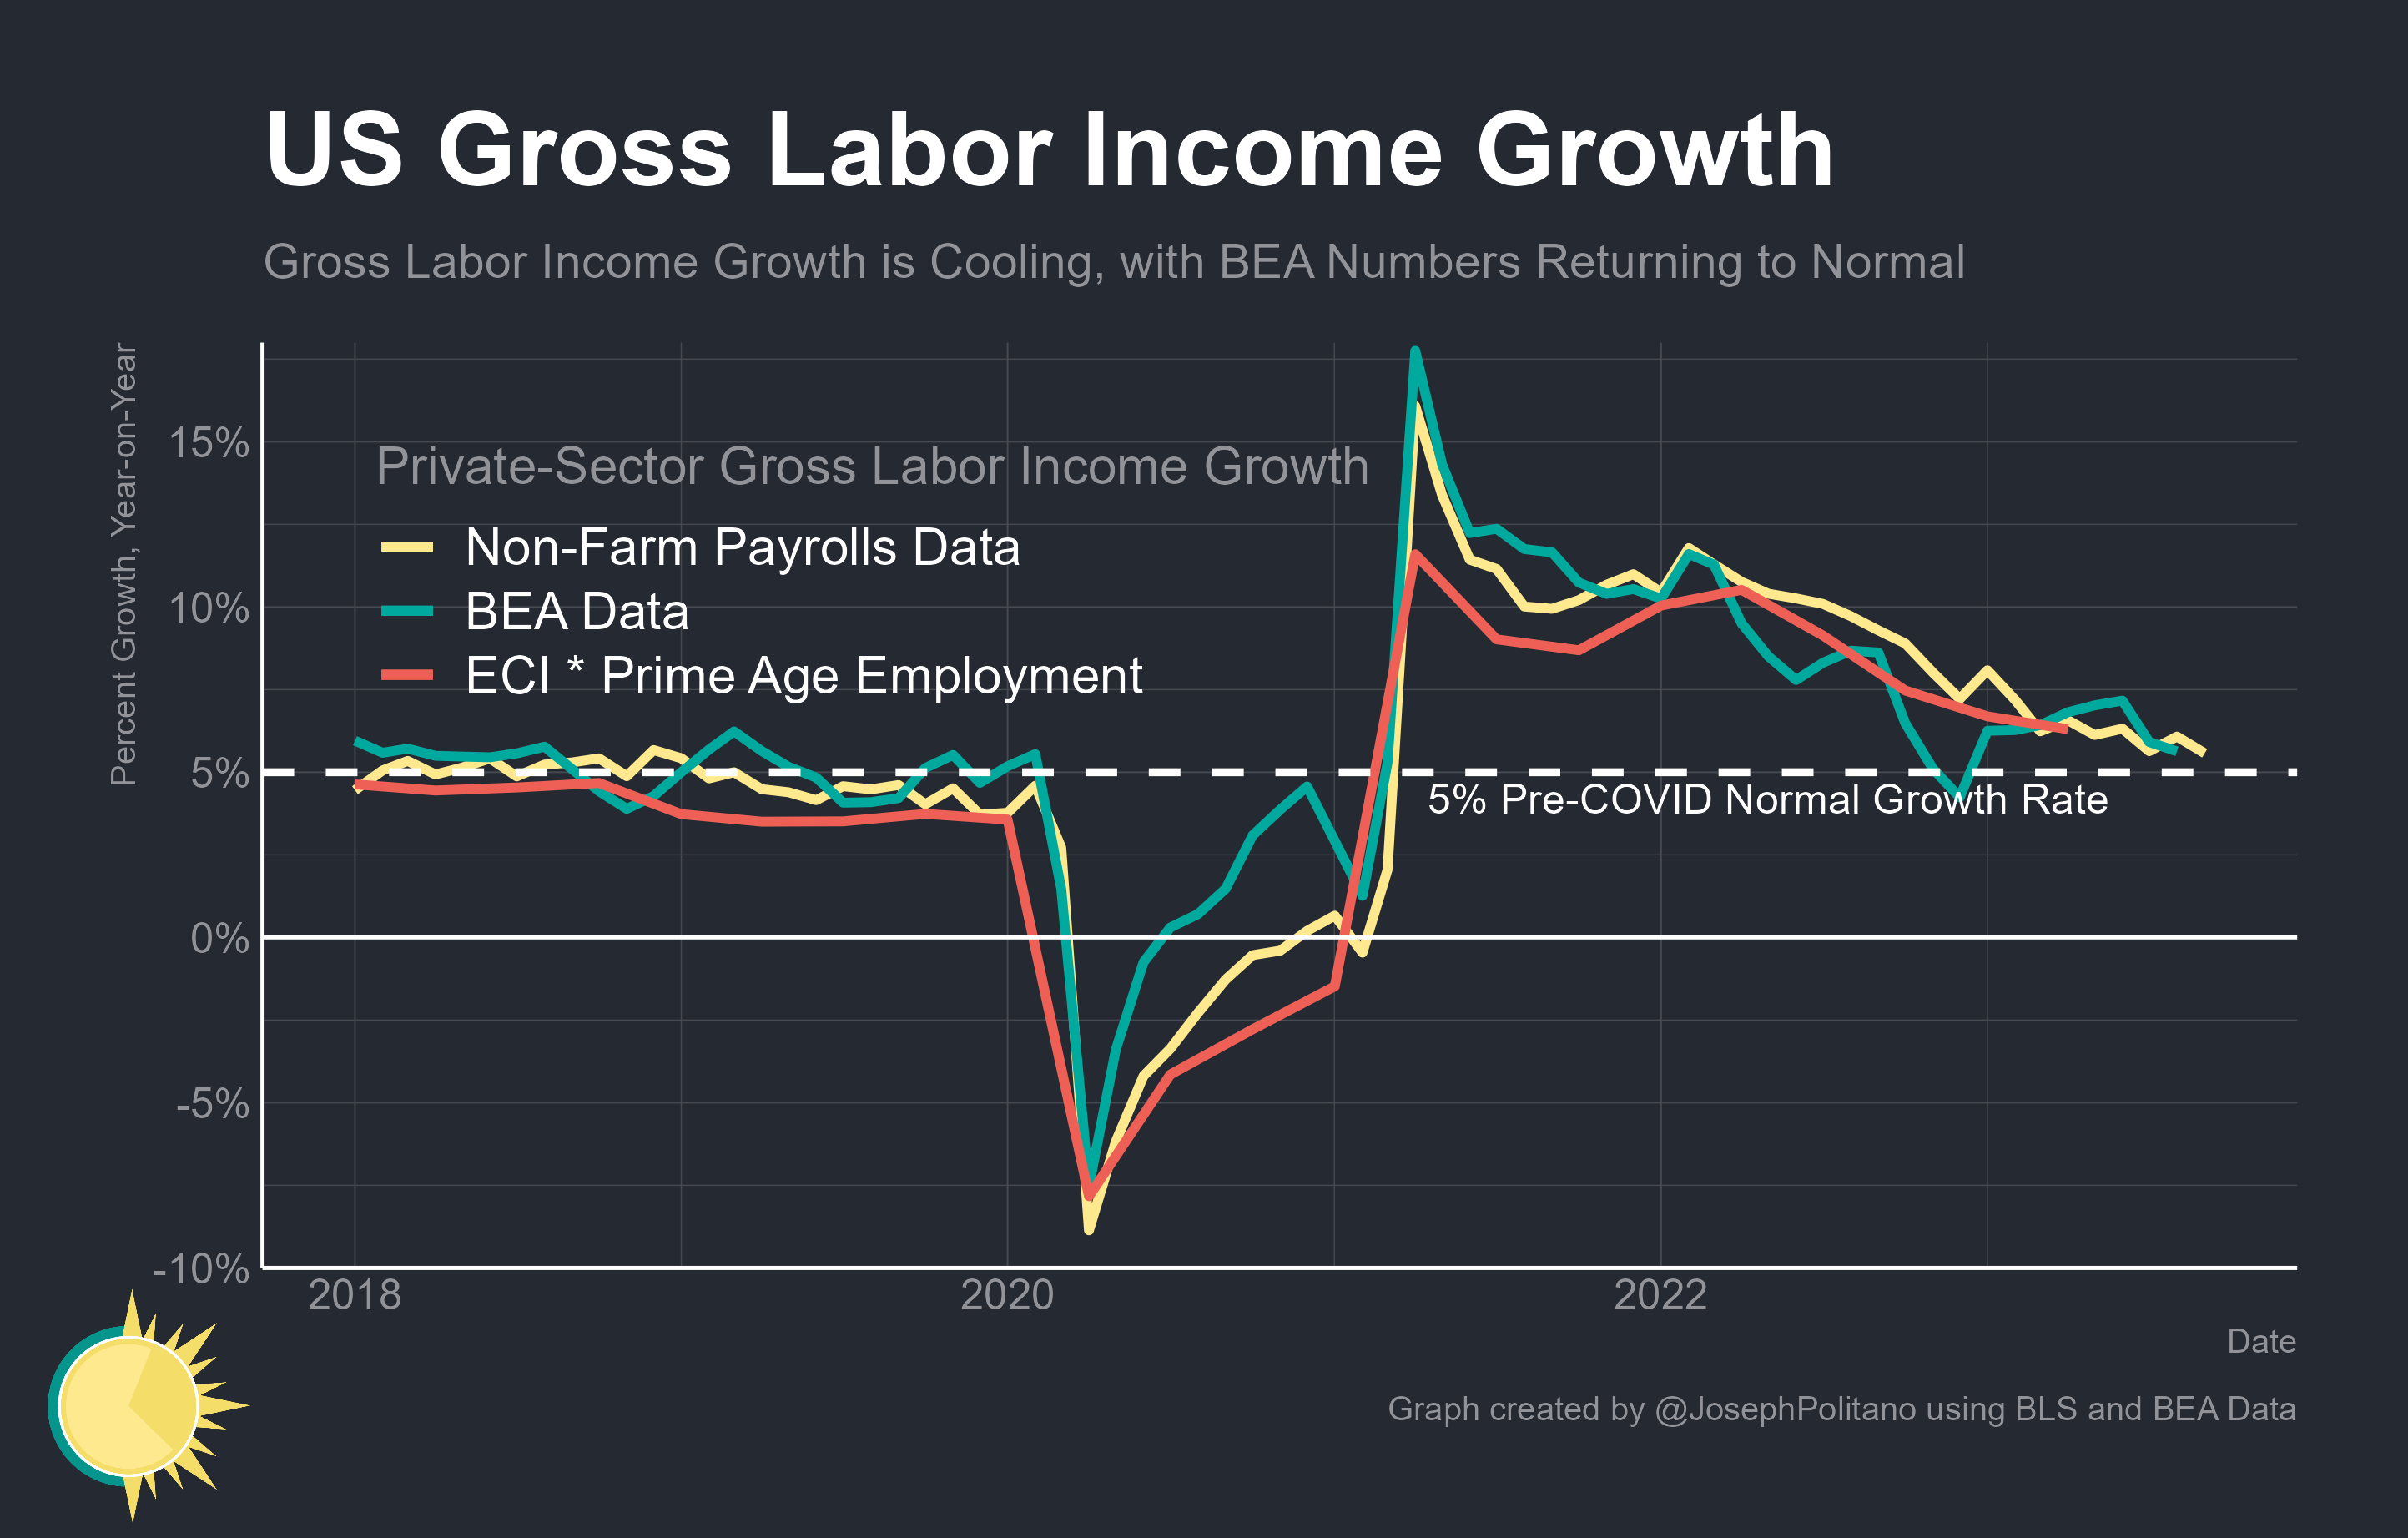 US Gross Labor Income Growth
Gross Labor Income Growth is Cooling, with BEA Numbers Returning to Normal
Percent Growth, Year-on-Year
15%
10%
5%
0%
-5%
-10%
Private-Sector Gross Labor Income Growth
Non-Farm Payrolls Data
BEA Data
ECI * Prime Age Employment
5% Pre-COVID Normal Growth Rate
2018
2020
2022
Date
Graph created by @JosephPolitano using BLS and BEA Data